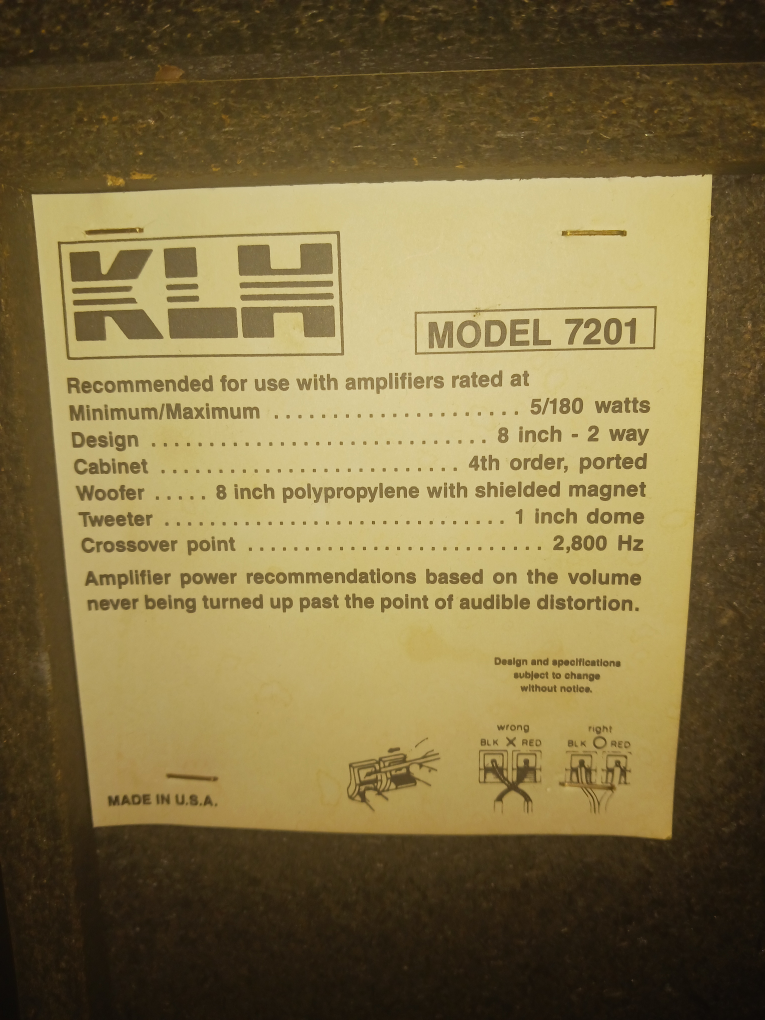 KLH
MODEL 7201
Recommended for use with amplifiers rated at
Minimum/Maximum ...................... 5/180 watts
Design ............................... 8 inch - 2 way
Cabinet ........................... 4th order, ported
Woofer ..... 8 inch polypropylene with shielded magnet
Tweeter ................................ 1 inch dome
Crossover point ........................... 2,800 Hz
Amplifier power recommendations based on the volume
never being turned up past the point of audible distortion.
Design and specifications
subject to change
without notice.
wrong
BLK X RED
right
BLK O RED
MADE IN U.S.A.